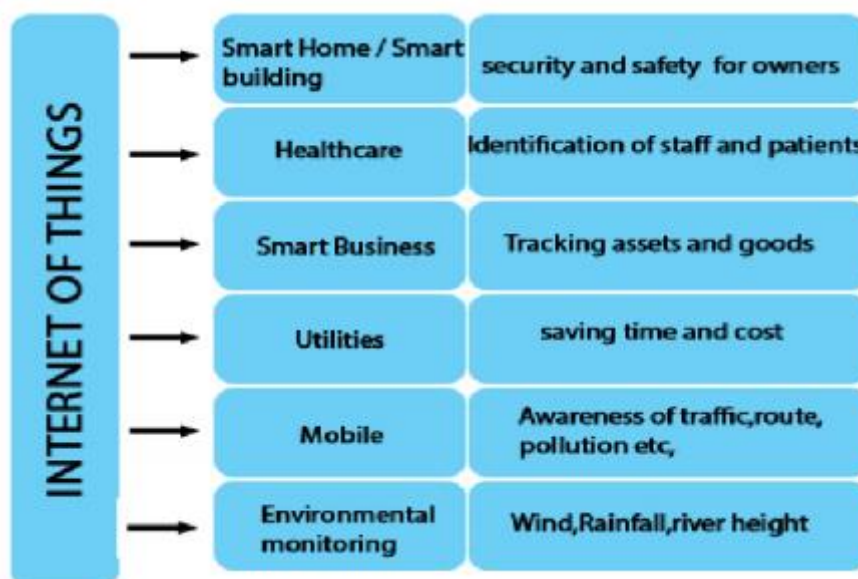 INTERNET OF THINGS
Smart Home / Smart
building
security and safety for owners
Healthcare
Identification of staff and patients
Smart Business
Tracking assets and goods
Utilities
saving time and cost
Mobile
Awareness of traffic,route,
pollution etc,
Environmental
monitoring
Wind,Rainfall,river height